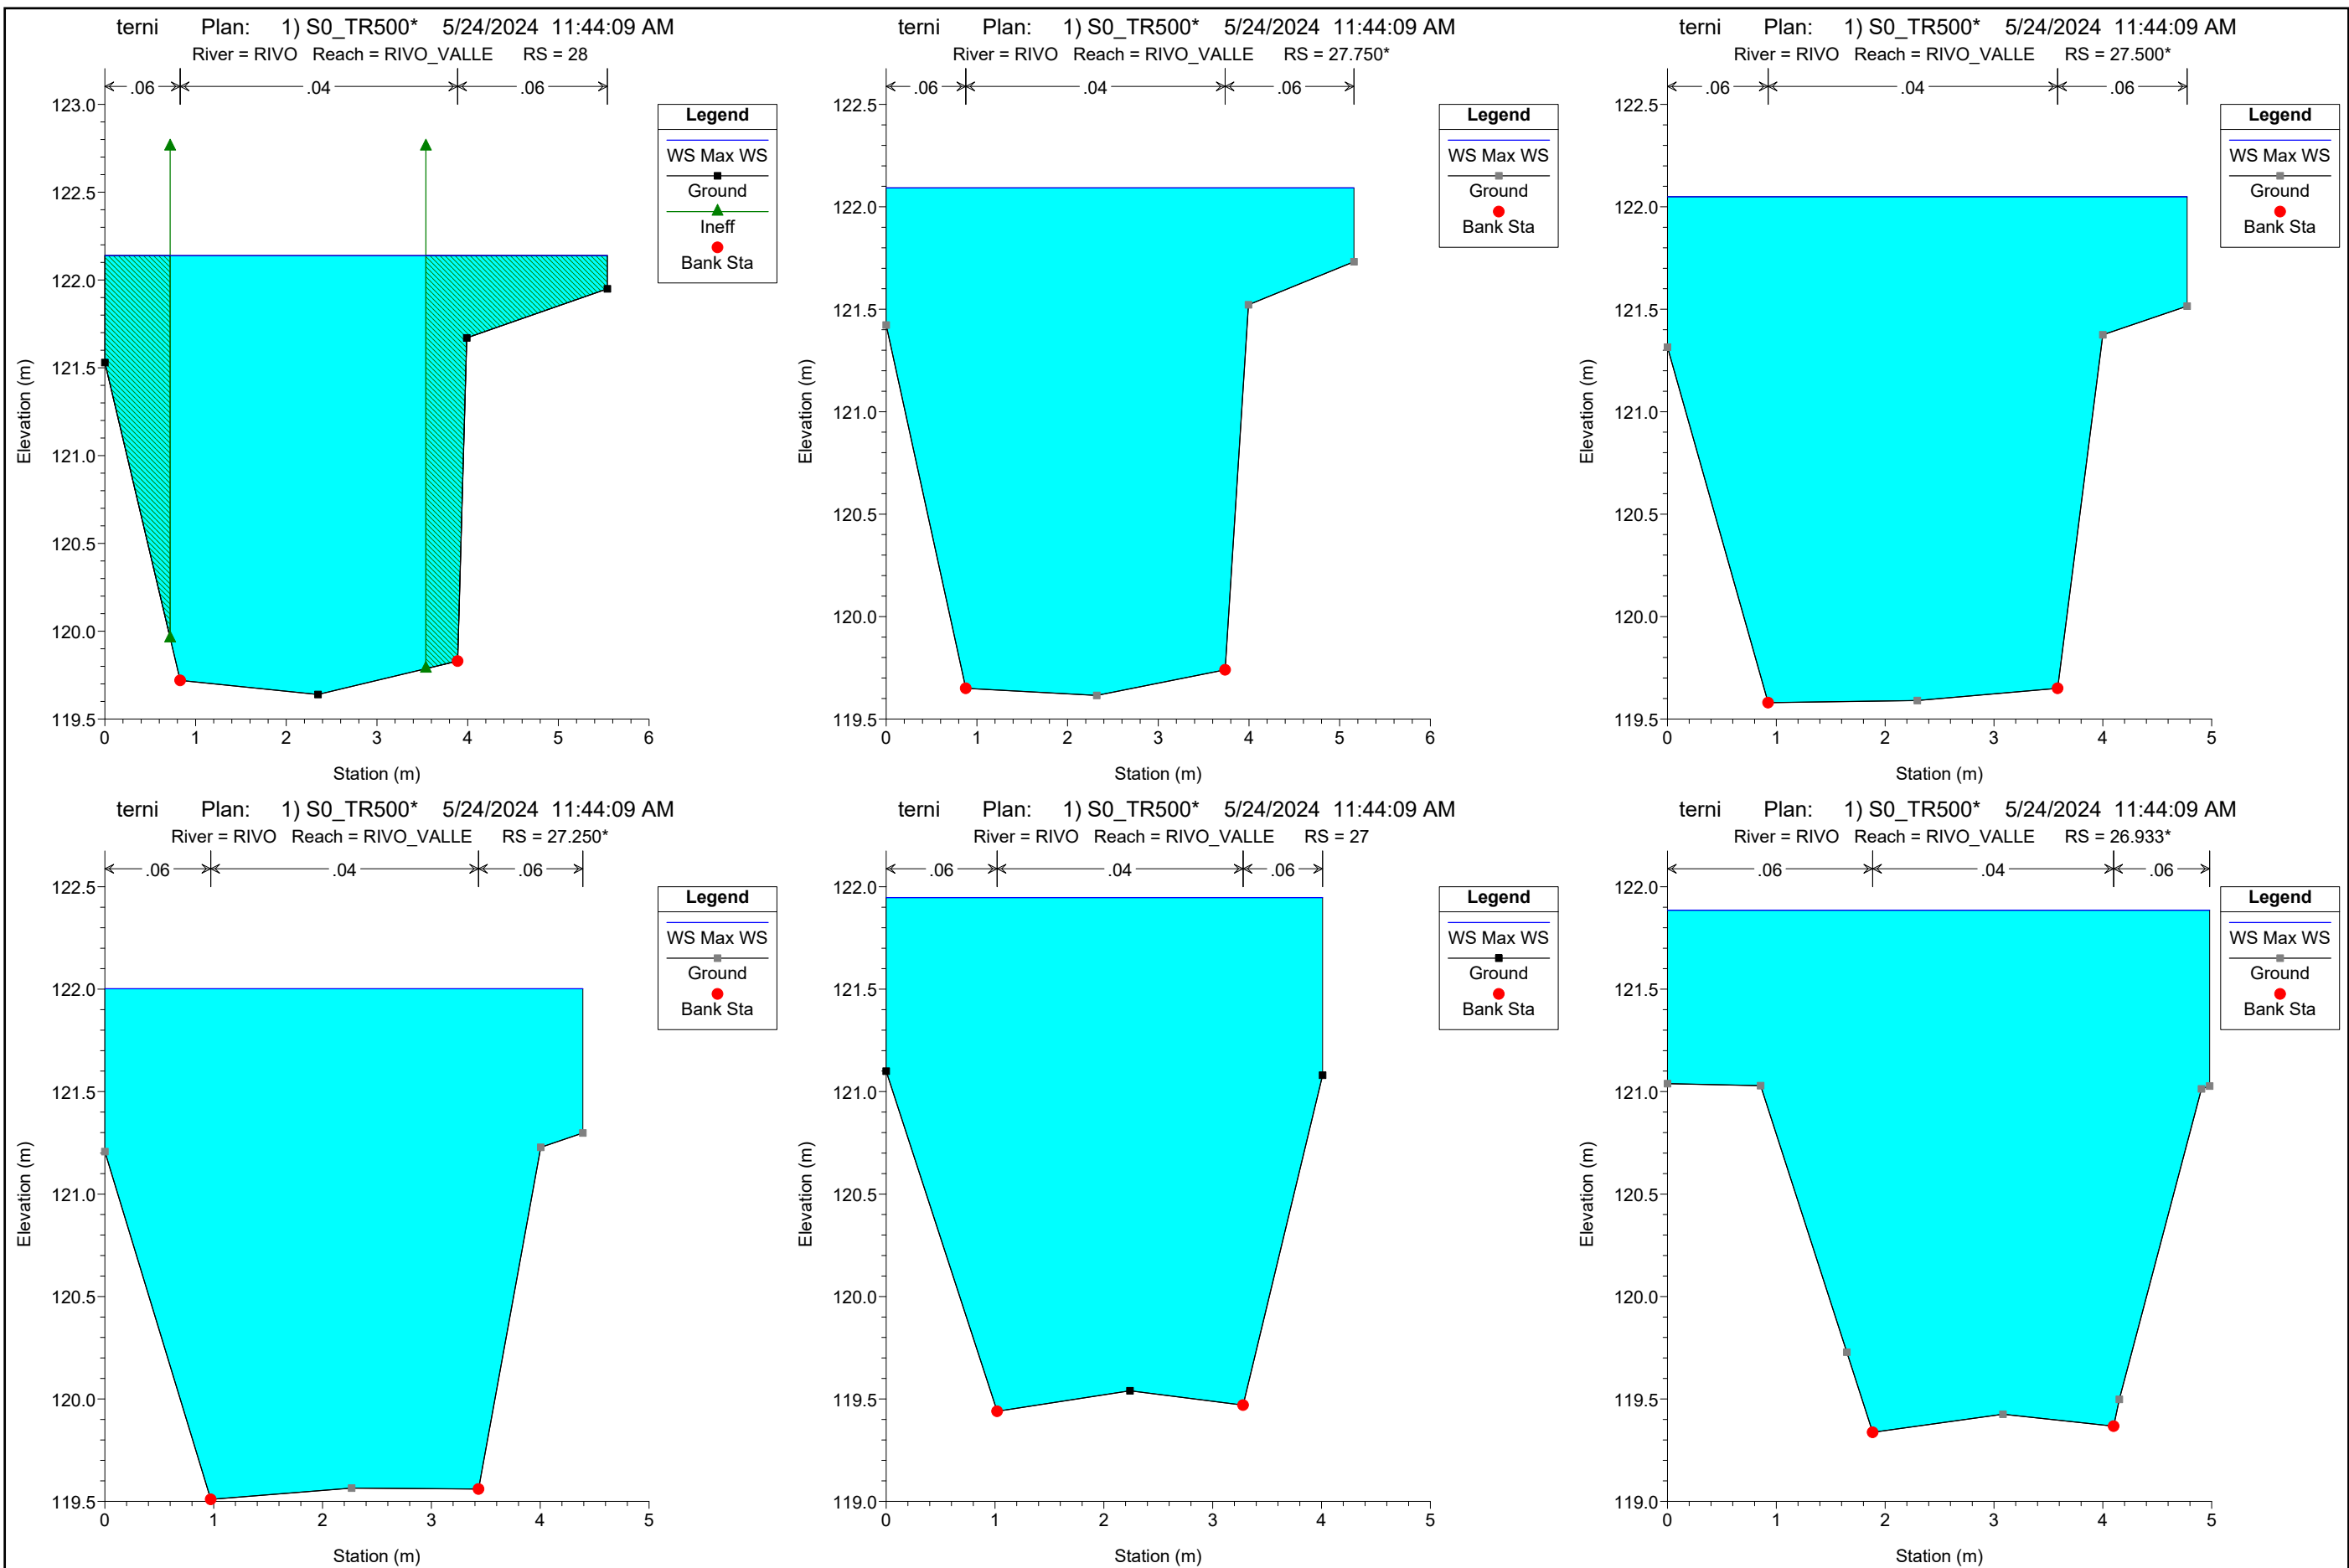 terni Plan: 1) S0_TR500* 5/24/2024 11:44:09 AM
River = RIVO Reach = RIVO_VALLE RS = 28
.06 .04 .06
123.0
122.5
122.0
121.5
121.0
120.5
120.0
119.5
Elevation (m)
0 1 2 3 4 5 6
Station (m)
Legend
WS Max WS
Ground
Ineff
Bank Sta
terni Plan: 1) S0_TR500* 5/24/2024 11:44:09 AM
River = RIVO Reach = RIVO_VALLE RS = 27.750*
.06 .04 .06
122.5
122.0
121.5
121.0
120.5
120.0
119.5
Elevation (m)
0 1 2 3 4 5 6
Station (m)
Legend
WS Max WS
Ground
Bank Sta
terni Plan: 1) S0_TR500* 5/24/2024 11:44:09 AM
River = RIVO Reach = RIVO_VALLE RS = 27.500*
.06 .04 .06
122.5
122.0
121.5
121.0
120.5
120.0
119.5
Elevation (m)
0 1 2 3 4 5
Station (m)
Legend
WS Max WS
Ground
Bank Sta
terni Plan: 1) S0_TR500* 5/24/2024 11:44:09 AM
River = RIVO Reach = RIVO_VALLE RS = 27.250*
.06 .04 .06
122.5
122.0
121.5
121.0
120.5
120.0
119.5
Elevation (m)
0 1 2 3 4 5
Station (m)
Legend
WS Max WS
Ground
Bank Sta
terni Plan: 1) S0_TR500* 5/24/2024 11:44:09 AM
River = RIVO Reach = RIVO_VALLE RS = 27
.06 .04 .06
122.0
121.5
121.0
120.5
120.0
119.5
119.0
Elevation (m)
0 1 2 3 4 5
Station (m)
Legend
WS Max WS
Ground
Bank Sta
terni Plan: 1) S0_TR500* 5/24/2024 11:44:09 AM
River = RIVO Reach = RIVO_VALLE RS = 26.933*
.06 .04 .06
122.0
121.5
121.0
120.5
120.0
119.5
119.0
Elevation (m)
0 1 2 3 4 5
Station (m)
Legend
WS Max WS
Ground
Bank Sta